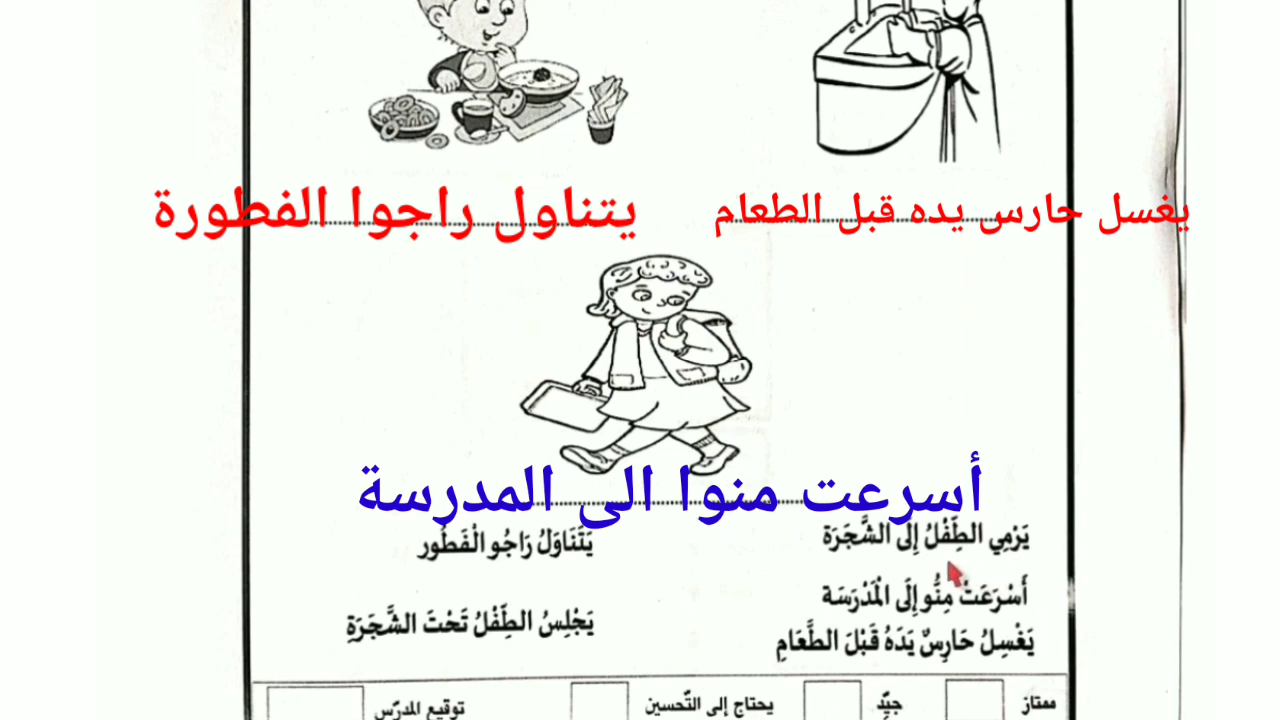 يغسل حارس يده قبل الطعام
يتناول راجوا الفطورة
أسرعت منوا الى المدرسة
يَرْمِي الطِّفْلُ إِلَى الشَّجَرَة
يَتَنَاوَلُ رَاجُو الْفَطُور
أَسْرَعَتْ مِنُّو إِلَى الْمَدْرَسَة
يَجْلِسُ الطِّفْلُ تَحْتَ الشَّجَرَةِ
يَغْسِلُ حَارِسٌ يَدَهُ قَبْلَ الطَّعَامِ
ممتاز جيِّد يحتاج إلى التّحسين توقيع المدرّس